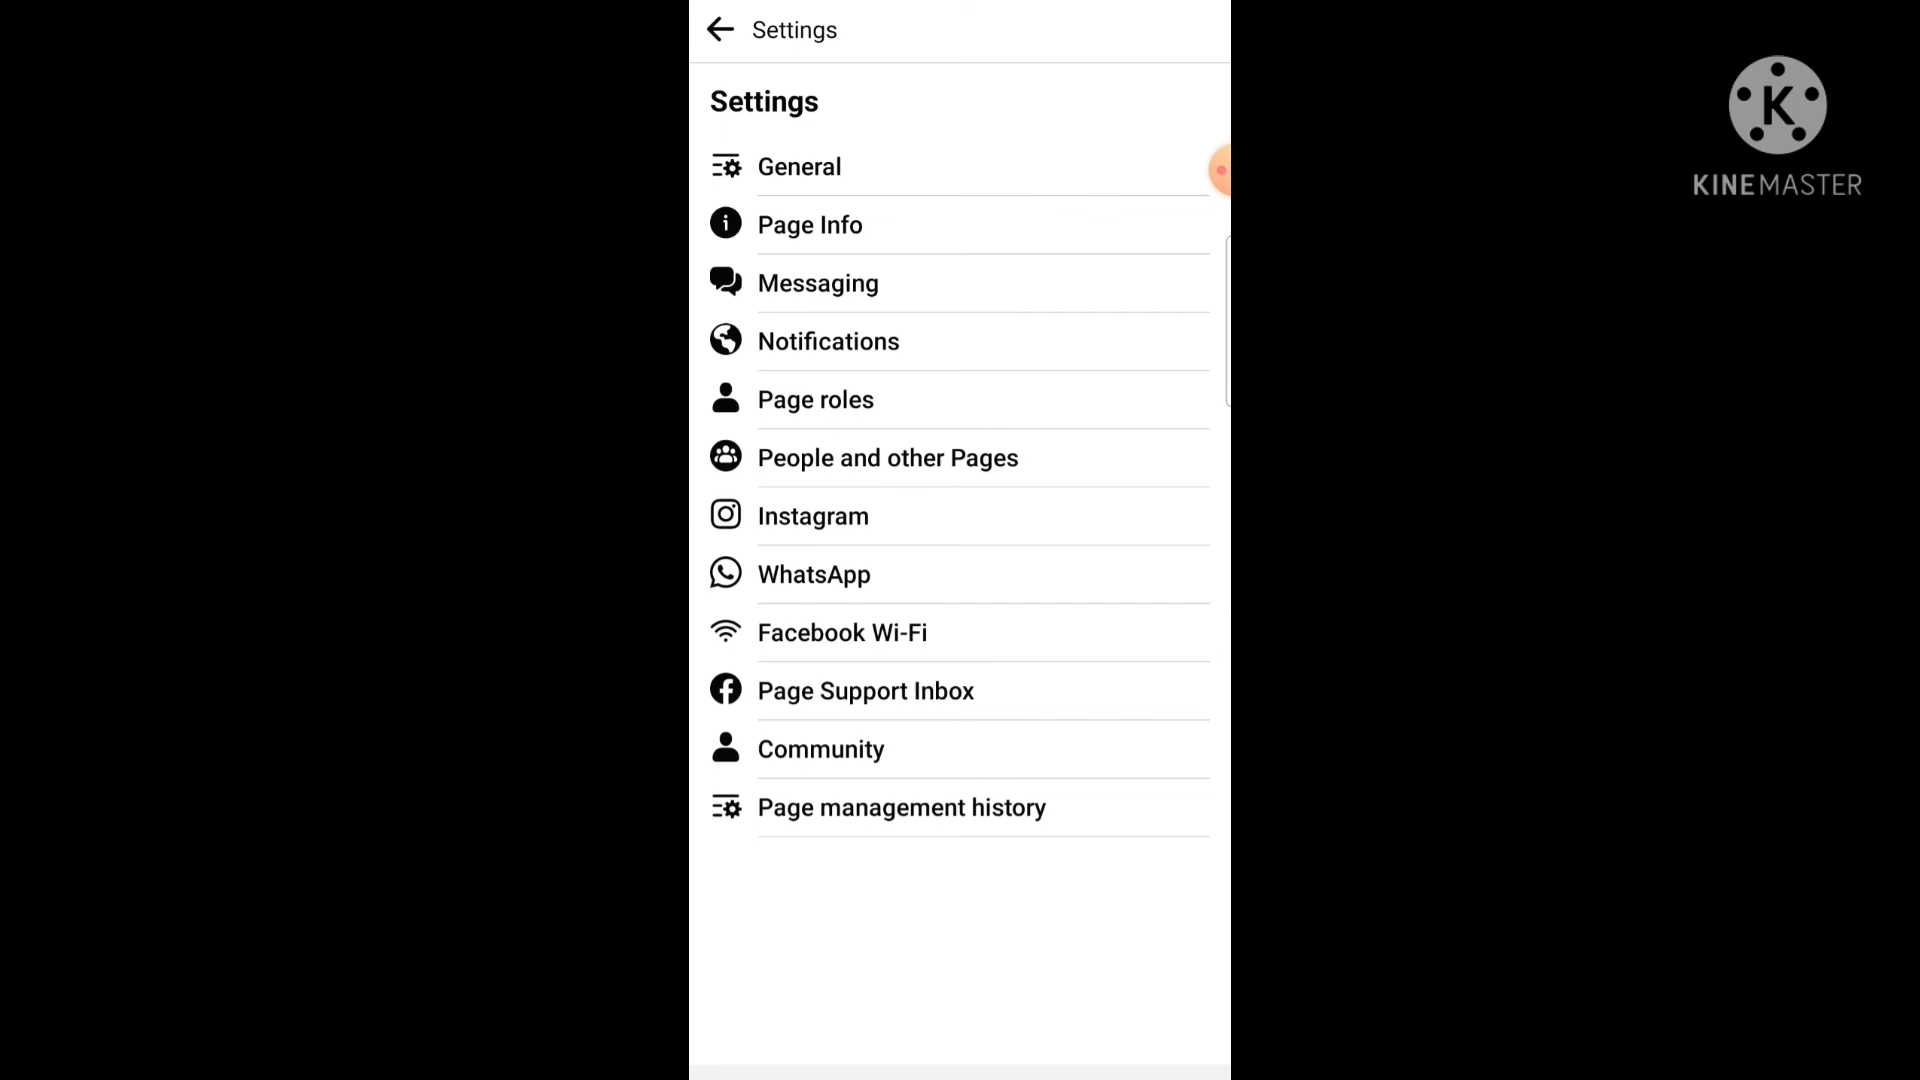 Settings
Settings
General
Page Info
Messaging
Notifications
Page roles
People and other Pages
Instagram
WhatsApp
Facebook Wi-Fi
Page Support Inbox
Community
Page management history
K
KINEMASTER